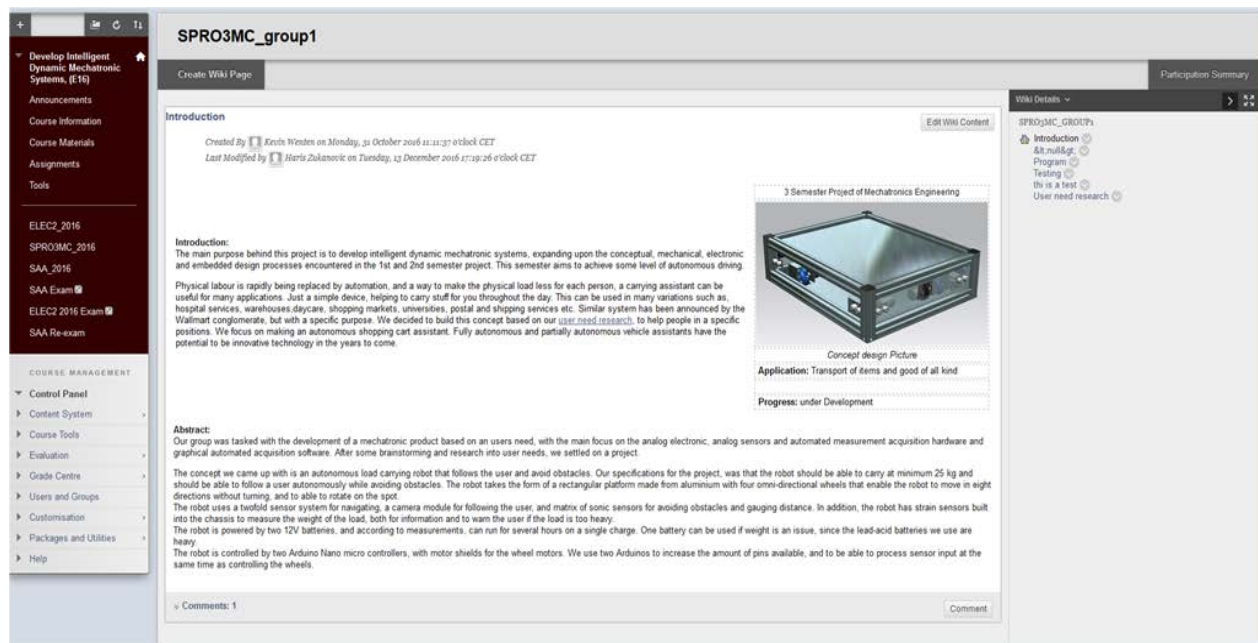 SPRO3MC_group1
Create Wiki Page
Participation Summary
Develop Intelligent
Dynamic Mechatronic
Systems, (E16)
Announcements
Course Information
Course Materials
Assignments
Tools
ELEC2_2016
SPRO3MC_2016
SAA_2016
SAA Exam
ELEC2 2016 Exam
SAA Re-exam
COURSE MANAGEMENT
Control Panel
Content System
Course Tools
Evaluation
Grade Centre
Users and Groups
Customisation
Packages and Utilities
Help
Introduction
Edit Wiki Content
Created By Kevin Westen on Monday, 31 October 2016 11:11:37 o'clock CET
Last Modified by Haris Zukanovic on Tuesday, 13 December 2016 17:19:26 o'clock CET
Introduction:
The main purpose behind this project is to develop intelligent dynamic mechatronic systems, expanding upon the conceptual, mechanical, electronic
and embedded design processes encountered in the 1st and 2nd semester project. This semester aims to achieve some level of autonomous driving.
Physical labour is rapidly being replaced by automation, and a way to make the physical load less for each person, a carrying assistant can be
useful for many applications. Just a simple device, helping to carry stuff for you throughout the day. This can be used in many variations such as,
hospital services, warehouses,daycare, shopping markets, universities, postal and shipping services etc. Similar system has been announced by the
Wallmart conglomerate, but with a specific purpose. We decided to build this concept based on our user need research, to help people in a specific
positions. We focus on making an autonomous shopping cart assistant. Fully autonomous and partially autonomous vehicle assistants have the
potential to be innovative technology in the years to come.
3 Semester Project of Mechatronics Engineering
Concept design Picture
Application: Transport of items and good of all kind
Progress: under Development
Abstract:
Our group was tasked with the development of a mechatronic product based on an users need, with the main focus on the analog electronic, analog sensors and automated measurement acquisition hardware and
graphical automated acquisition software. After some brainstorming and research into user needs, we settled on a project.
The concept we came up with is an autonomous load carrying robot that follows the user and avoid obstacles. Our specifications for the project, was that the robot should be able to carry at minimum 25 kg and
should be able to follow a user autonomously while avoiding obstacles. The robot takes the form of a rectangular platform made from aluminium with four omni-directional wheels that enable the robot to move in eight
directions without turning, and to able to rotate on the spot.
The robot uses a twofold sensor system for navigating, a camera module for following the user, and matrix of sonic sensors for avoiding obstacles and gauging distance. In addition, the robot has strain sensors built
into the chassis to measure the weight of the load, both for information and to warn the user if the load is too heavy.
The robot is powered by two 12V batteries, and according to measurements, can run for several hours on a single charge. One battery can be used if weight is an issue, since the lead-acid batteries we use are
heavy.
The robot is controlled by two Arduino Nano micro controllers, with motor shields for the wheel motors. We use two Arduinos to increase the amount of pins available, and to be able to process sensor input at the
same time as controlling the wheels.
Comments: 1
Comment
Wiki Details
SPRO3MC_GROUP1
Introduction
&lt;null&gt;
Program
Testing
thi is a test
User need research